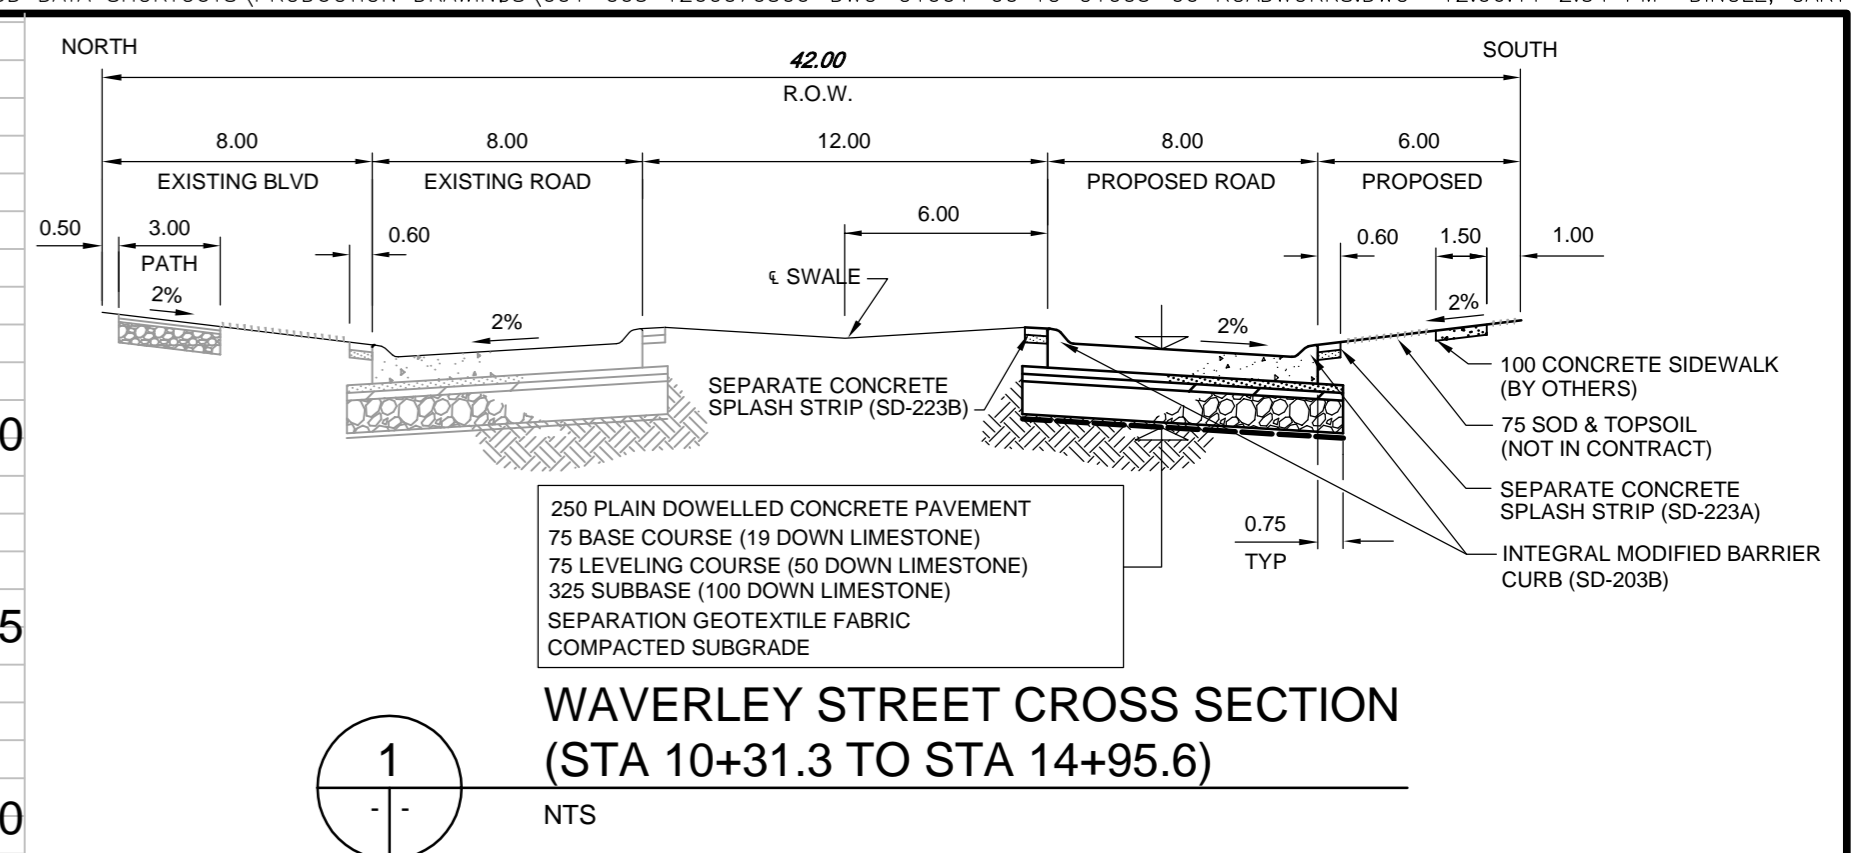 NORTH
SOUTH
42.00
R.O.W.
8.00
8.00
12.00
8.00
6.00
EXISTING BLVD
EXISTING ROAD
PROPOSED ROAD
PROPOSED
0.50
3.00
0.60
6.00
0.60
1.50
1.00
PATH
2%
℄ SWALE
2%
2%
2%
SEPARATE CONCRETE
SPLASH STRIP (SD-223B)
100 CONCRETE SIDEWALK
(BY OTHERS)
75 SOD & TOPSOIL
(NOT IN CONTRACT)
SEPARATE CONCRETE
SPLASH STRIP (SD-223A)
INTEGRAL MODIFIED BARRIER
CURB (SD-203B)
0.75
TYP
250 PLAIN DOWELLED CONCRETE PAVEMENT
75 BASE COURSE (19 DOWN LIMESTONE)
75 LEVELING COURSE (50 DOWN LIMESTONE)
325 SUBBASE (100 DOWN LIMESTONE)
SEPARATION GEOTEXTILE FABRIC
COMPACTED SUBGRADE
0
5
0
WAVERLEY STREET CROSS SECTION
(STA 10+31.3 TO STA 14+95.6)
1
- -
NTS